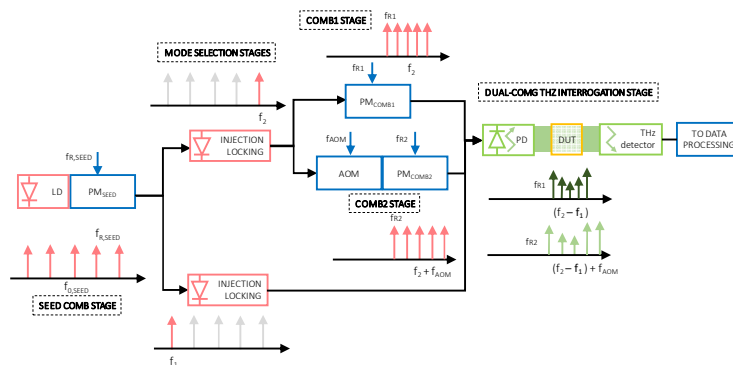 COMB1 STAGE
MODE SELECTION STAGES
fR1
f2
fR1
f2
PMCOMB1
DUAL-COMG THZ INTERROGATION STAGE
INJECTION
LOCKING
fAOM
fR2
AOM
PMCOMB2
PD
DUT
THz
detector
TO DATA
PROCESSING
fR,SEED
LD
PMSEED
COMB2 STAGE
fR2
f2 + fAOM
fR1
(f2 − f1)
fR2
(f2 − f1) + fAOM
fR,SEED
f0,SEED
SEED COMB STAGE
INJECTION
LOCKING
f1